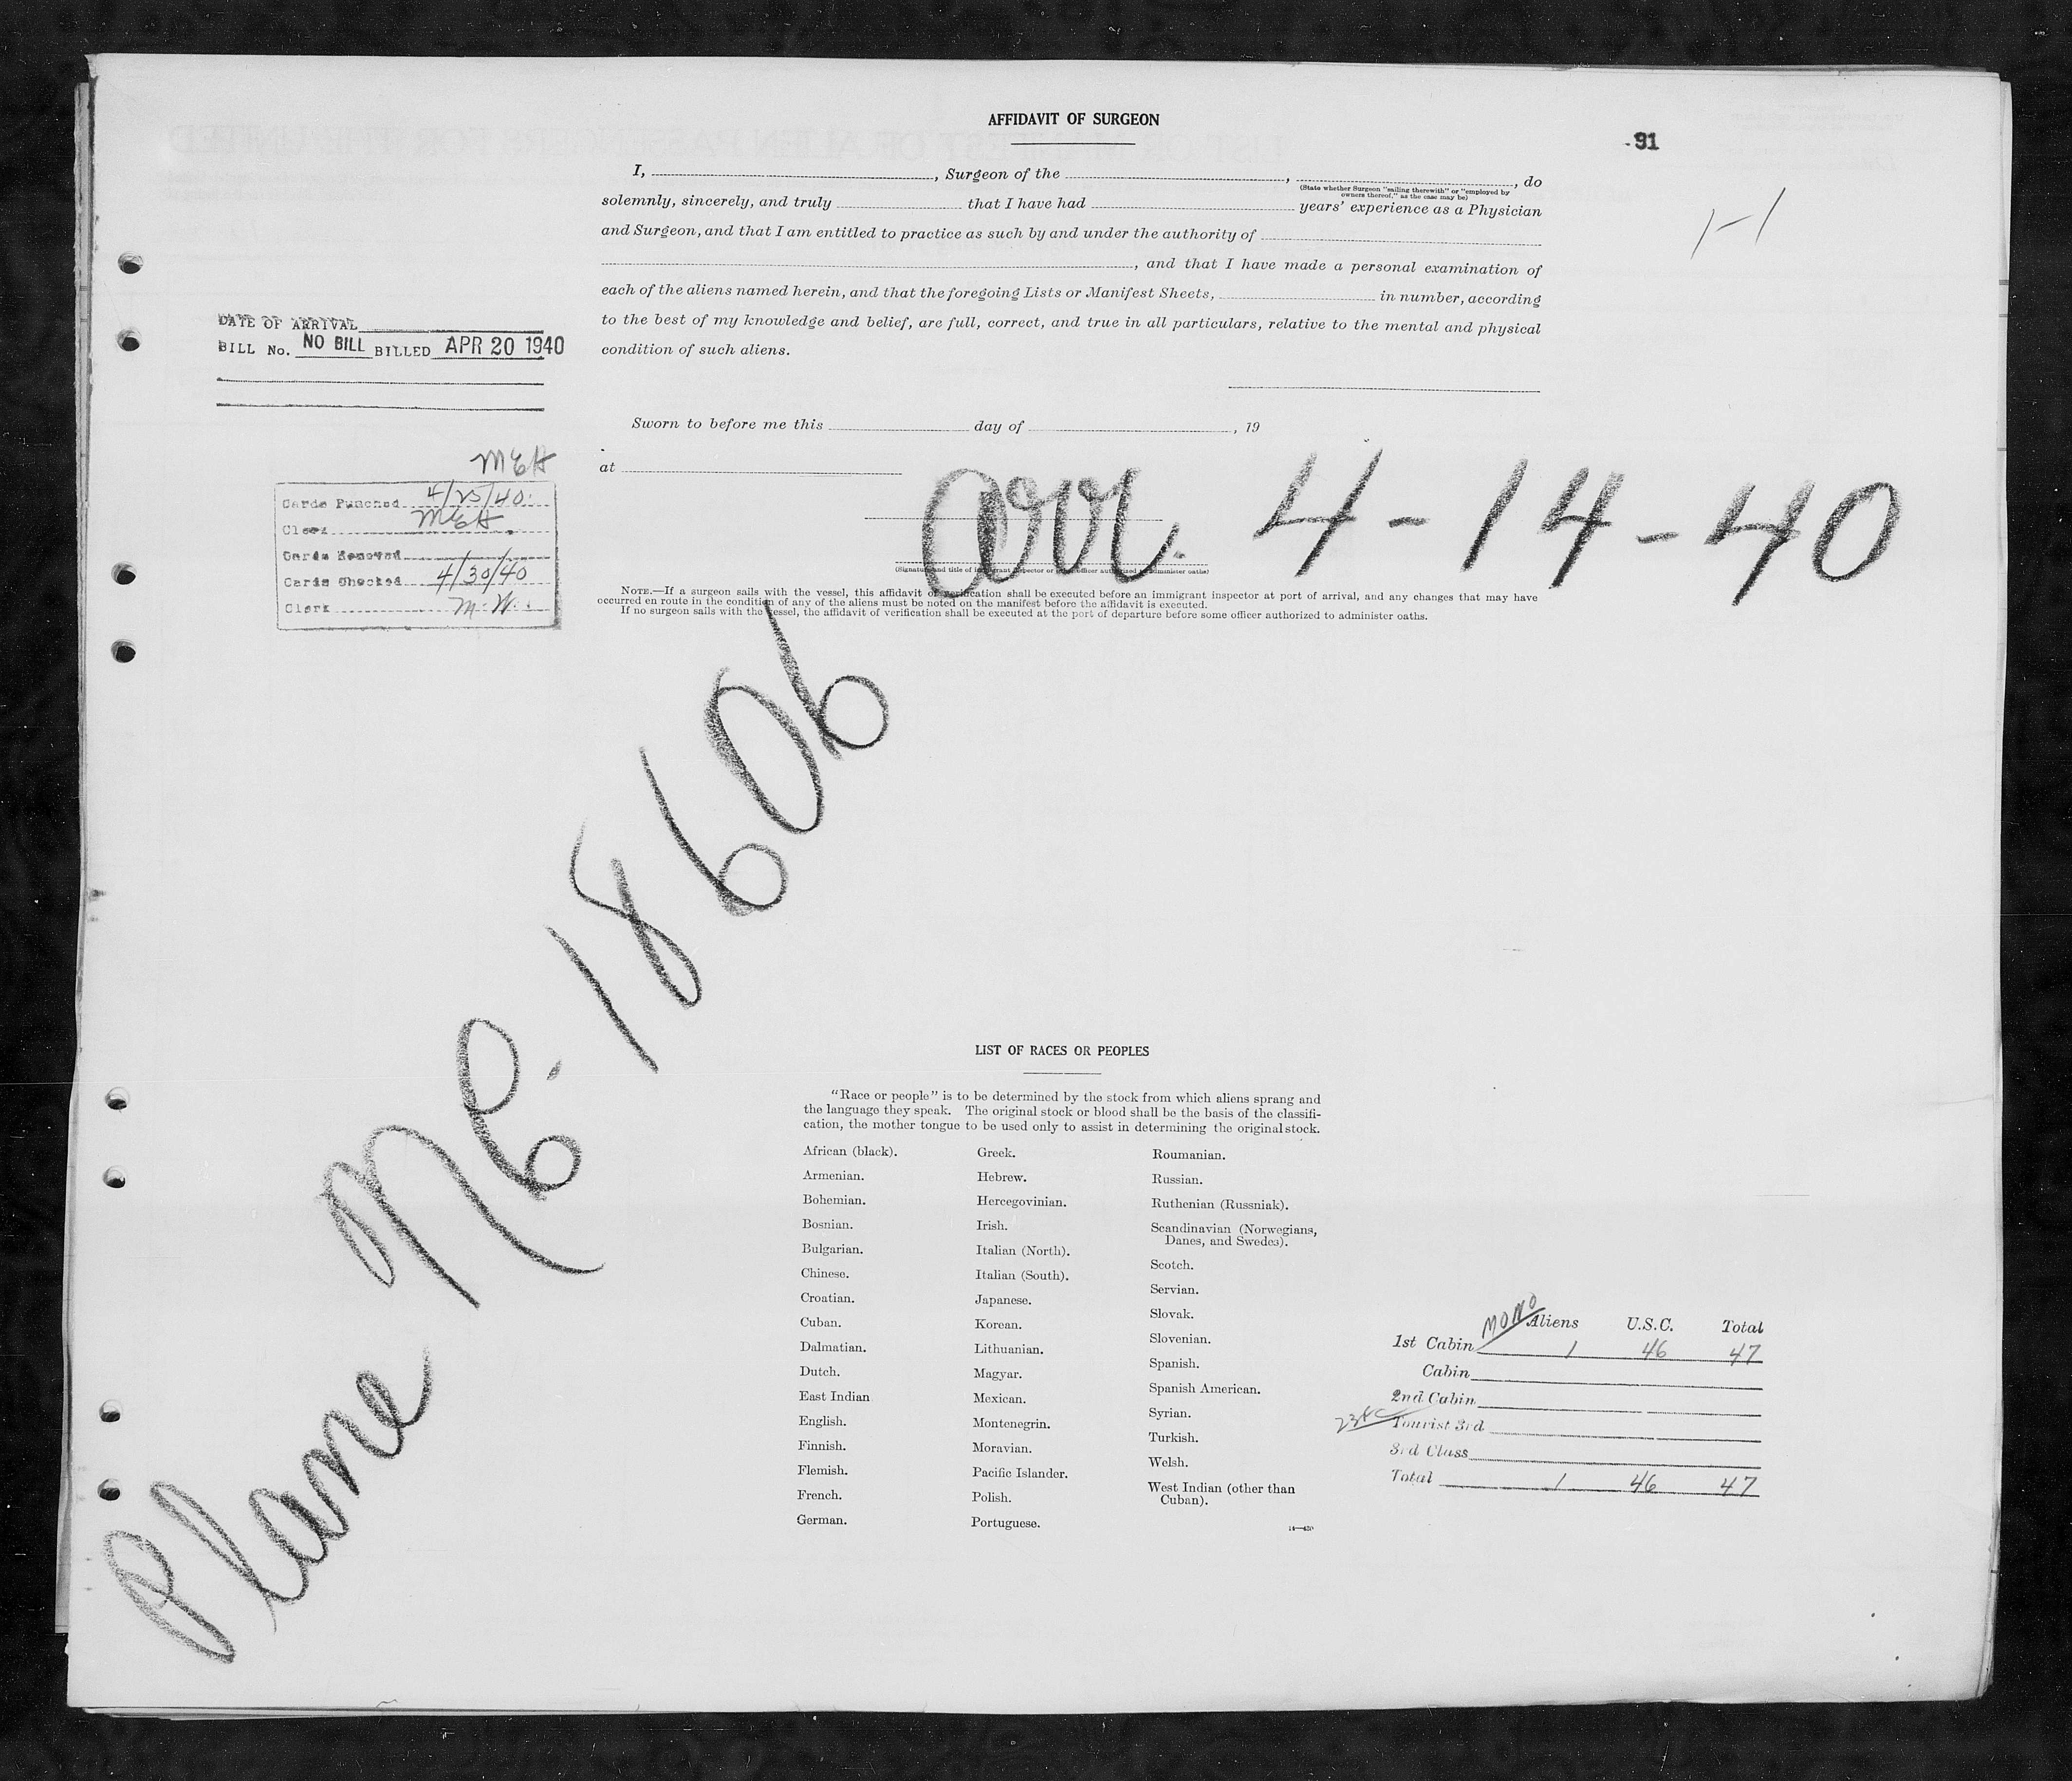 AFFIDAVIT OF SURGEON
91
I, , Surgeon of the , , do
(State whether Surgeon "sailing therewith" or "employed by
owners thereof," as the case may be)
solemnly, sincerely, and truly that I have had years' experience as a Physician
and Surgeon, and that I am entitled to practice as such by and under the authority of
, and that I have made a personal examination of
each of the aliens named herein, and that the foregoing Lists or Manifest Sheets, in number, according
to the best of my knowledge and belief, are full, correct, and true in all particulars, relative to the mental and physical
condition of such aliens.
1-1
DATE OF ARRIVAL
BILL No. NO BILL BILLED APR 20 1940
Sworn to before me this day of , 19
at
MEH
Cards Punched 4/25/40
Clerk MEH
Cards Removed
Cards Checked 4/30/40
Clerk M.W.
arr. 4-14-40
(Signature and title of immigrant inspector or other officer authorized to administer oaths)
NOTE.—If a surgeon sails with the vessel, this affidavit of verification shall be executed before an immigrant inspector at port of arrival, and any changes that may have
occurred en route in the condition of any of the aliens must be noted on the manifest before the affidavit is executed.
If no surgeon sails with the vessel, the affidavit of verification shall be executed at the port of departure before some officer authorized to administer oaths.
Plane NC. 18606
LIST OF RACES OR PEOPLES
"Race or people" is to be determined by the stock from which aliens sprang and
the language they speak. The original stock or blood shall be the basis of the classifi-
cation, the mother tongue to be used only to assist in determining the original stock.
African (black).
Armenian.
Bohemian.
Bosnian.
Bulgarian.
Chinese.
Croatian.
Cuban.
Dalmatian.
Dutch.
East Indian
English.
Finnish.
Flemish.
French.
German.
Greek.
Hebrew.
Hercegovinian.
Irish.
Italian (North).
Italian (South).
Japanese.
Korean.
Lithuanian.
Magyar.
Mexican.
Montenegrin.
Moravian.
Pacific Islander.
Polish.
Portuguese.
Roumanian.
Russian.
Ruthenian (Russniak).
Scandinavian (Norwegians,
Danes, and Swedes).
Scotch.
Servian.
Slovak.
Slovenian.
Spanish.
Spanish American.
Syrian.
Turkish.
Welsh.
West Indian (other than
Cuban).
14—430
MONO
Aliens U.S.C. Total
1st Cabin 1 46 47
Cabin
2nd Cabin
Tourist 3rd
3rd Class
Total 1 46 47